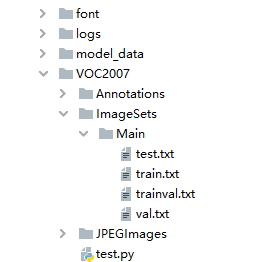 font
logs
model_data
VOC2007
Annotations
ImageSets
Main
test.txt
train.txt
trainval.txt
val.txt
JPEGImages
test.py